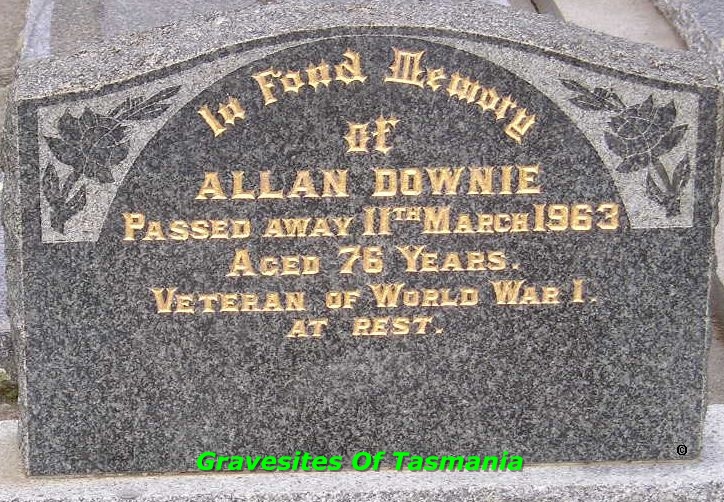 In Fond Memory
of
ALLAN DOWNIE
PASSED AWAY 11TH MARCH 1963
AGED 76 YEARS.
VETERAN OF WORLD WAR I.
AT REST.
©
Gravesites Of Tasmania